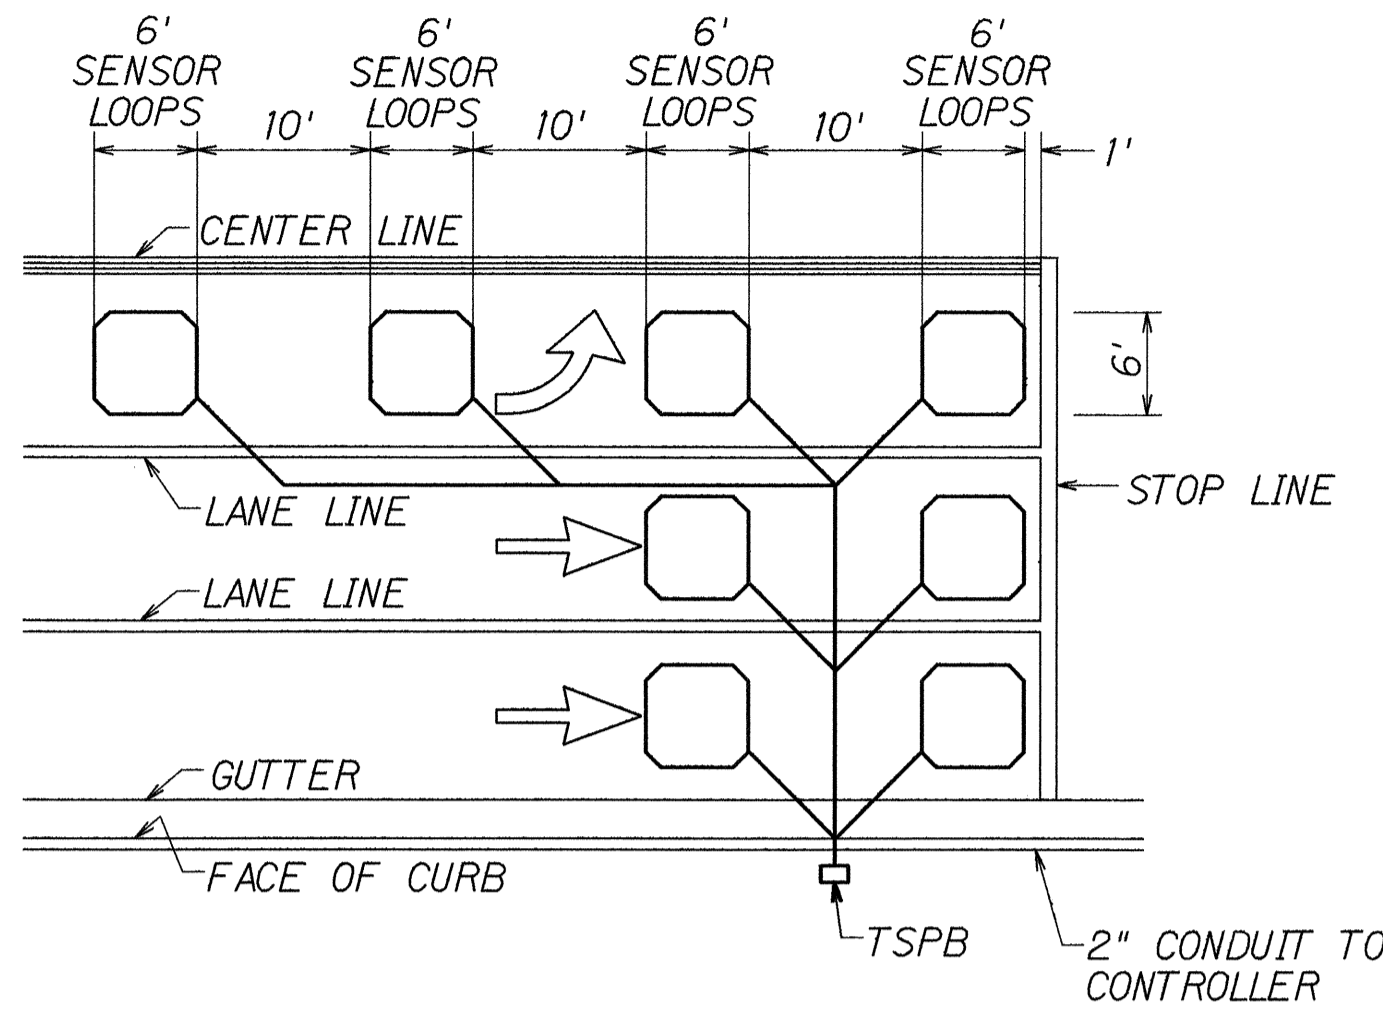 6'
SENSOR
LOOPS
6'
SENSOR
LOOPS
6'
SENSOR
LOOPS
6'
SENSOR
LOOPS
10'
10'
10'
1'
CENTER LINE
6'
LANE LINE
STOP LINE
LANE LINE
GUTTER
FACE OF CURB
TSPB
2" CONDUIT TO
CONTROLLER